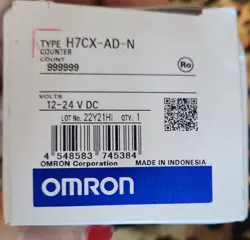 TYPE H7CX-AD-N
COUNTER
COUNT
999999
Ro
VOLTS
12-24 V DC
LOT No. 22Y21HI QTY. 1
4 548583 745384
OMRON Corporation MADE IN INDONESIA
OMRON